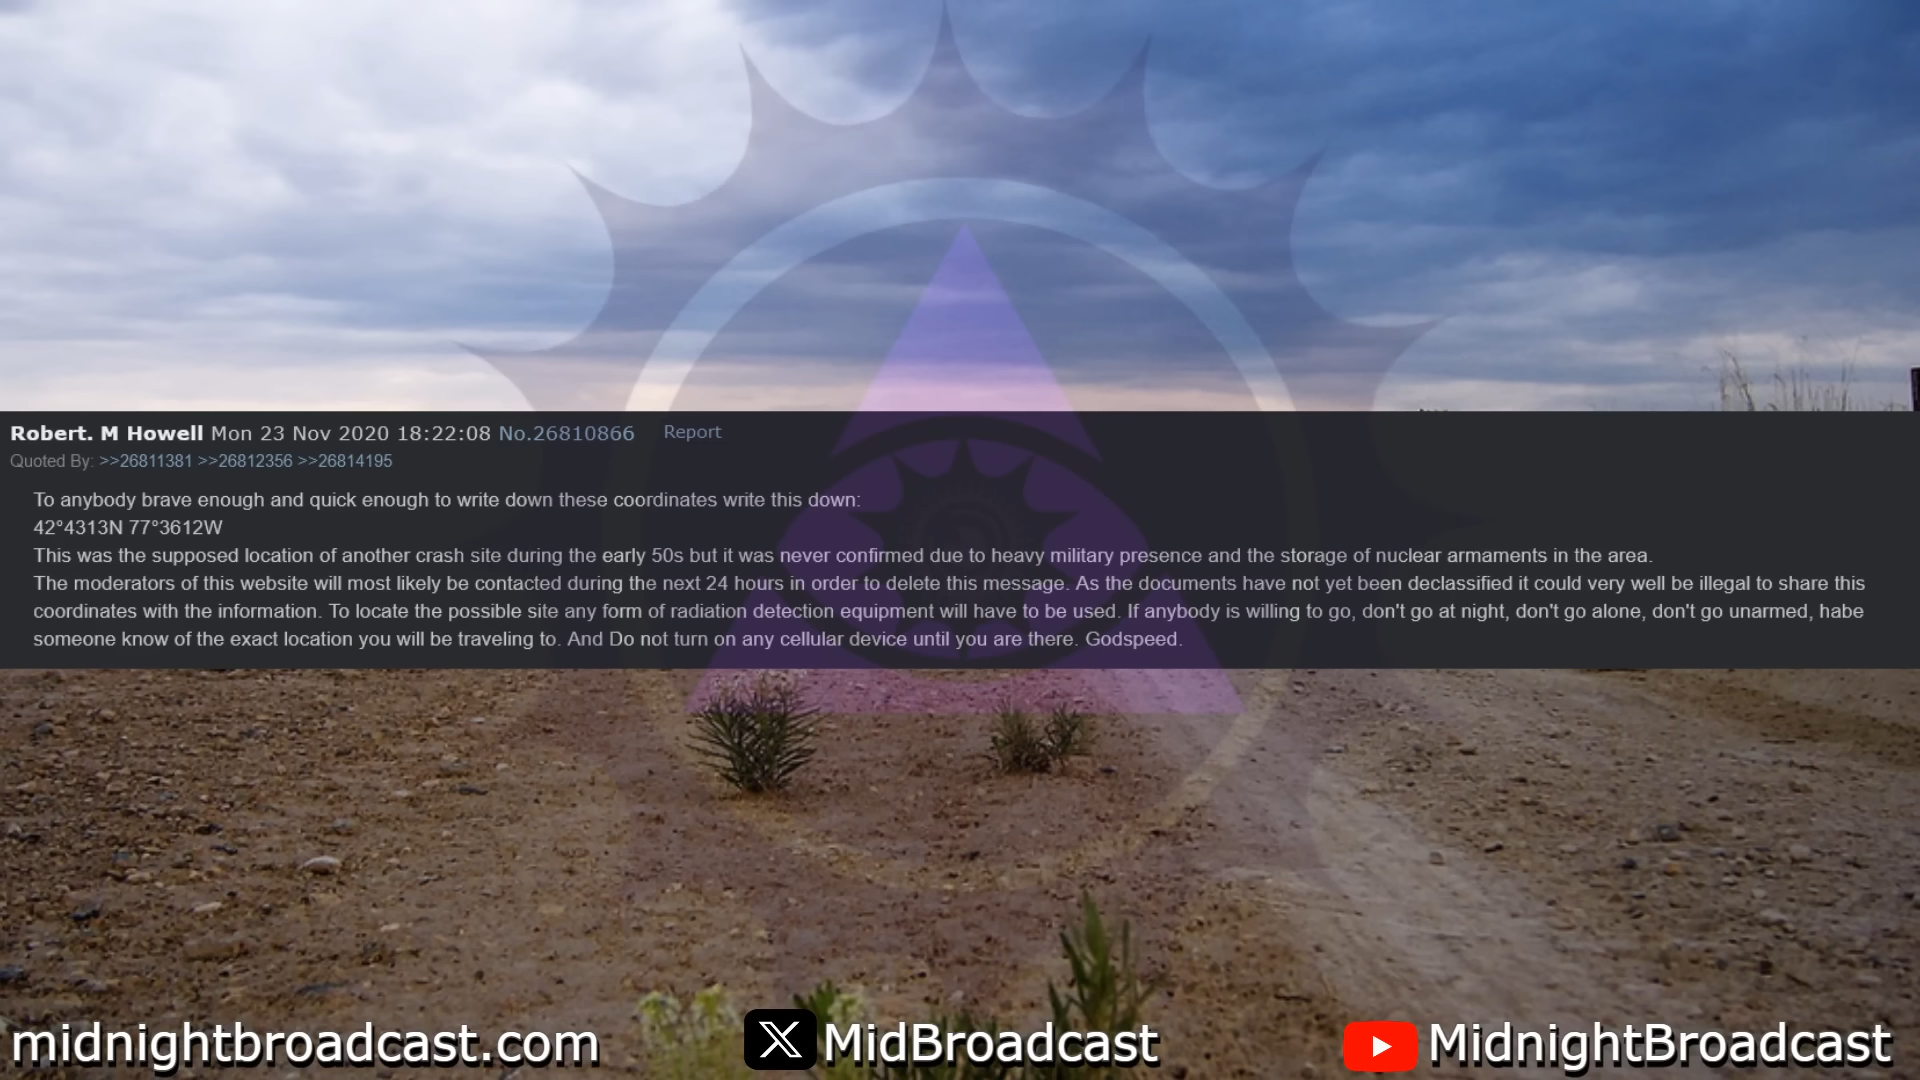 Robert. M Howell Mon 23 Nov 2020 18:22:08 No.26810866 Report
Quoted By: >>26811381 >>26812356 >>26814195
To anybody brave enough and quick enough to write down these coordinates write this down:
42°4313N 77°3612W
This was the supposed location of another crash site during the early 50s but it was never confirmed due to heavy military presence and the storage of nuclear armaments in the area.
The moderators of this website will most likely be contacted during the next 24 hours in order to delete this message. As the documents have not yet been declassified it could very well be illegal to share this
coordinates with the information. To locate the possible site any form of radiation detection equipment will have to be used. If anybody is willing to go, don't go at night, don't go alone, don't go unarmed, habe
someone know of the exact location you will be traveling to. And Do not turn on any cellular device until you are there. Godspeed.
midnightbroadcast.com MidBroadcast MidnightBroadcast